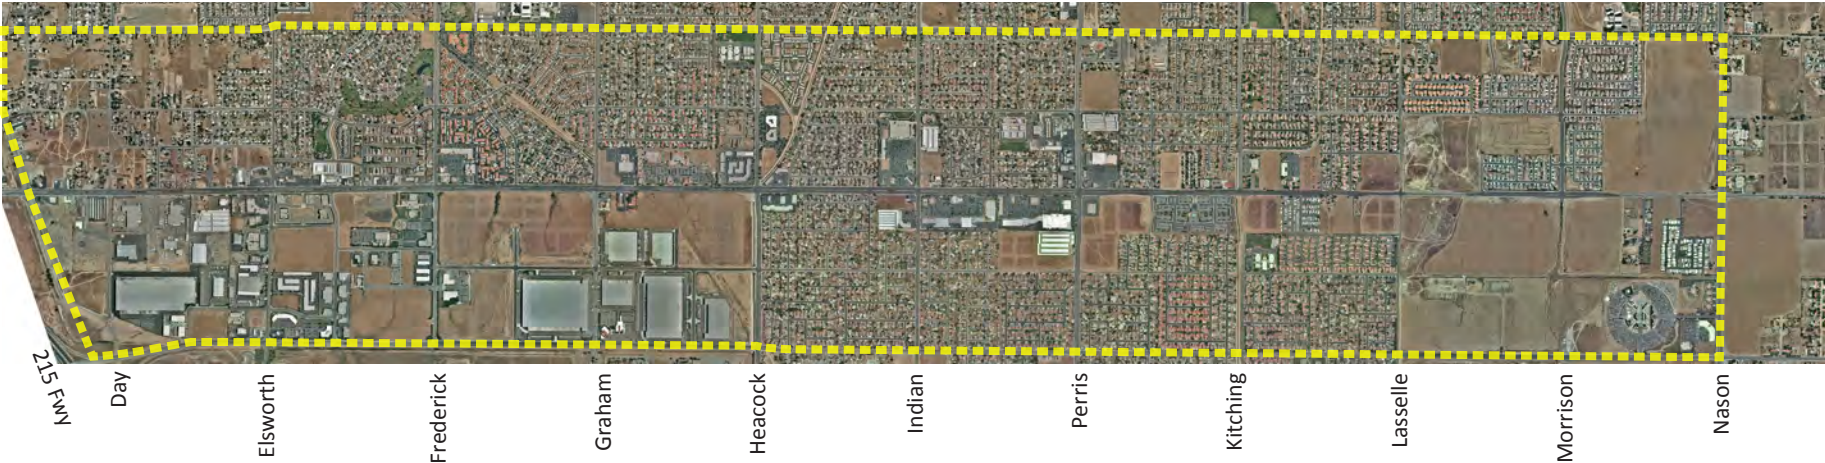 215 Fwy
Day
Elsworth
Frederick
Graham
Heacock
Indian
Perris
Kitching
Lasselle
Morrison
Nason